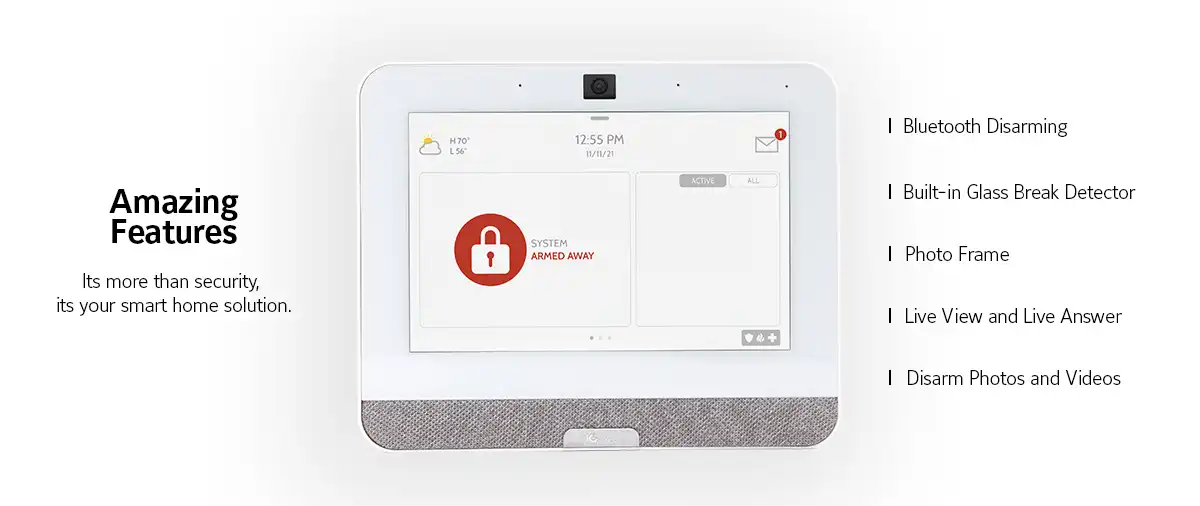 Amazing
Features
Its more than security,
its your smart home solution.
H 70°
L 56°
12:55 PM
11/11/21
1
ACTIVE
ALL
SYSTEM
ARMED AWAY
Bluetooth Disarming
Built-in Glass Break Detector
Photo Frame
Live View and Live Answer
Disarm Photos and Videos